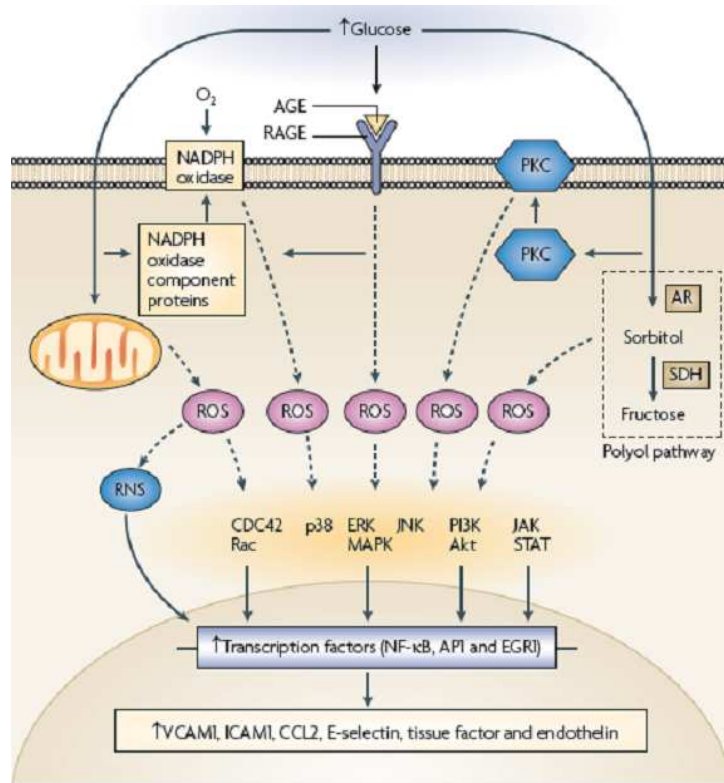 ↑Glucose
O2
AGE
RAGE
NADPH
oxidase
PKC
NADPH
oxidase
component
proteins
PKC
AR
Sorbitol
SDH
Fructose
Polyol pathway
ROS
ROS
ROS
ROS
ROS
RNS
CDC42
Rac
p38
ERK
JNK
MAPK
PI3K
Akt
JAK
STAT
↑Transcription factors (NF-κB, AP1 and EGR1)
↑VCAM1, ICAM1, CCL2, E-selectin, tissue factor and endothelin